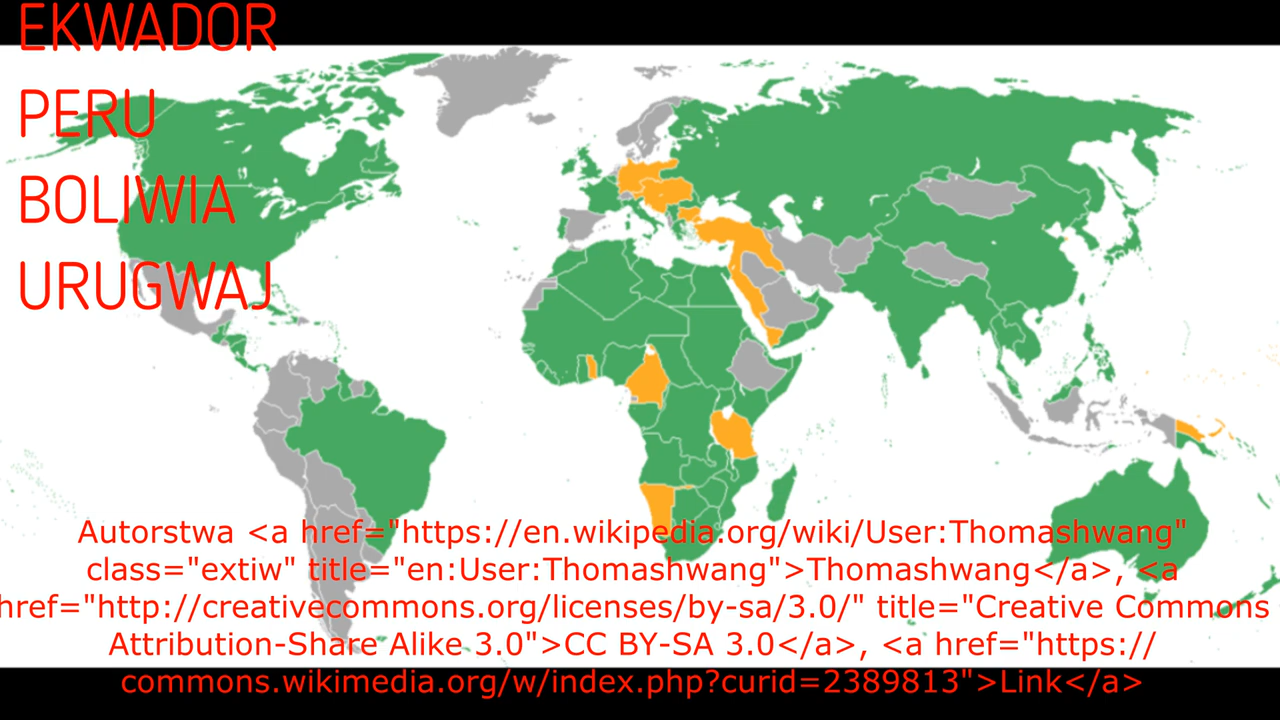 EKWADOR
PERU
BOLIWIA
URUGWAJ
Autorstwa <a href="https://en.wikipedia.org/wiki/User:Thomashwang"
class="extiw" title="en:User:Thomashwang">Thomashwang</a>, <a
href="http://creativecommons.org/licenses/by-sa/3.0/" title="Creative Commons
Attribution-Share Alike 3.0">CC BY-SA 3.0</a>, <a href="https://
commons.wikimedia.org/w/index.php?curid=2389813">Link</a>